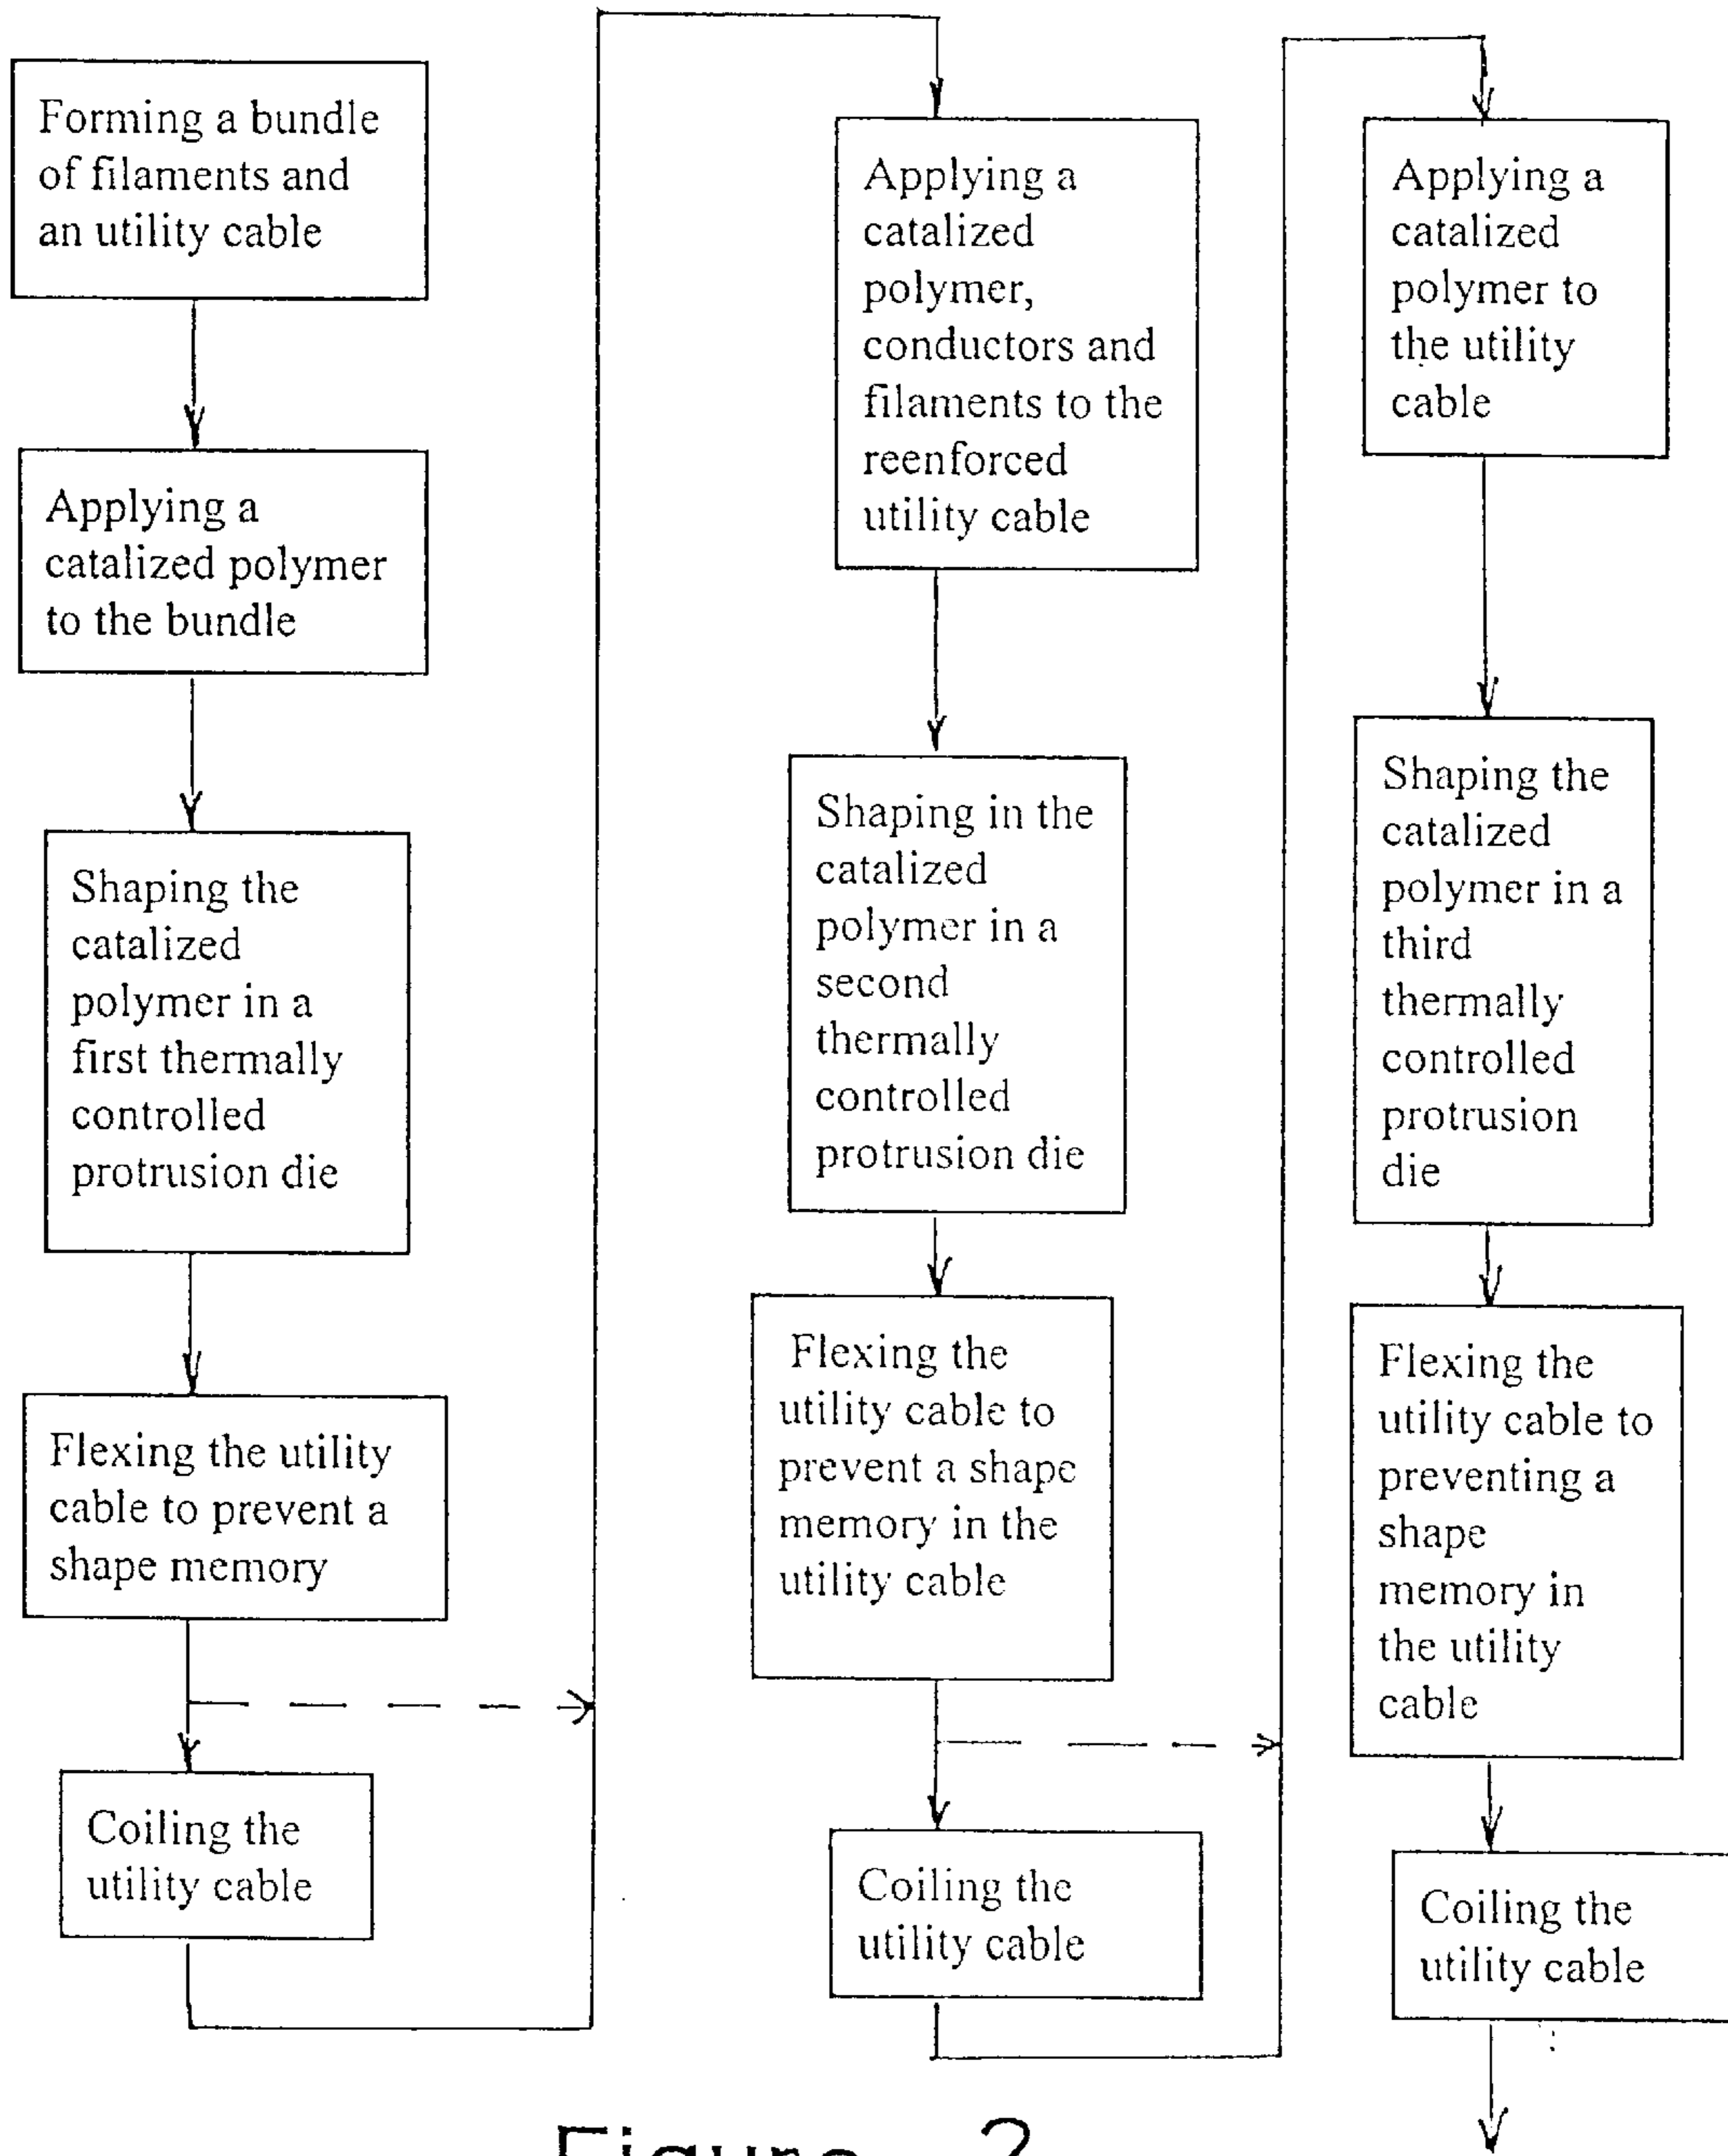 Forming a bundle
of filaments and
an utility cable
Applying a
catalized polymer
to the bundle
Shaping the
catalized
polymer in a
first thermally
controlled
protrusion die
Flexing the utility
cable to prevent a
shape memory
Coiling the
utility cable
Applying a
catalized
polymer,
conductors and
filaments to the
reenforced
utility cable
Shaping in the
catalized
polymer in a
second
thermally
controlled
protrusion die
Flexing the
utility cable to
prevent a shape
memory in the
utility cable
Coiling the
utility cable
Applying a
catalized
polymer to
the utility
cable
Shaping the
catalized
polymer in a
third
thermally
controlled
protrusion
die
Flexing the
utility cable to
preventing a
shape
memory in
the utility
cable
Coiling the
utility cable
Figure 2